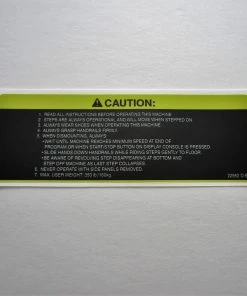 CAUTION:
1. READ ALL INSTRUCTIONS BEFORE OPERATING THIS MACHINE
2. STEPS ARE ALWAYS OPERATIONAL AND WILL MOVE WHEN STEPPED ON.
3. ALWAYS WEAR SHOES WHEN OPERATING THIS MACHINE.
4. ALWAYS GRASP HANDRAILS FIRMLY.
5. WHEN DISMOUNTING, ALWAYS:
•WAIT UNTIL MACHINE REACHES MINIMUM SPEED AT END OF
PROGRAM OR WHEN START-STOP BUTTON ON DISPLAY CONSOLE IS PRESSED.
•SLIDE HANDS DOWN HANDRAILS WHILE RIDING STEPS GENTLY TO FLOOR.
•BE AWARE OF REVOLVING STEP DISAPPEARING AT BOTTOM AND
STEP OFF MACHINE AS LAST STEP COLLAPSES.
6. NEVER OPERATE WITH SIDE PANELS REMOVED.
7. MAX. USER WEIGHT 350 lb/160kg.